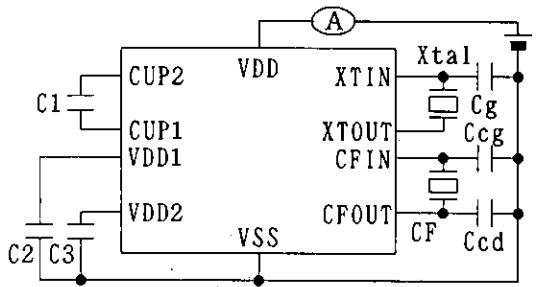 A
VDD
Xtal
CUP2
XTIN
C1
Cg
CUP1
XTOUT
Ccg
VDD1
CFIN
VDD2
CFOUT
CF
C2
C3
VSS
Ccd